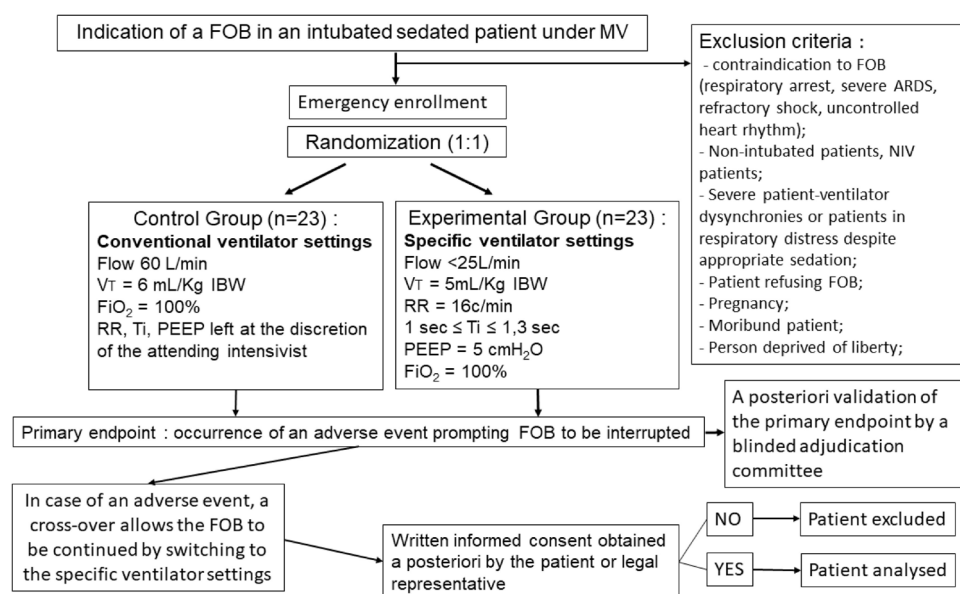 Indication of a FOB in an intubated sedated patient under MV
Exclusion criteria :
- contraindication to FOB
(respiratory arrest, severe ARDS,
refractory shock, uncontrolled
heart rhythm);
- Non-intubated patients, NIV
patients;
- Severe patient-ventilator
dysynchronies or patients in
respiratory distress despite
appropriate sedation;
- Patient refusing FOB;
- Pregnancy;
- Moribund patient;
- Person deprived of liberty;
Emergency enrollment
Randomization (1:1)
Control Group (n=23) :
Conventional ventilator settings
Flow 60 L/min
VT = 6 mL/Kg IBW
FiO2 = 100%
RR, Ti, PEEP left at the discretion
of the attending intensivist
Experimental Group (n=23) :
Specific ventilator settings
Flow <25L/min
VT = 5mL/Kg IBW
RR = 16c/min
1 sec ≤ Ti ≤ 1,3 sec
PEEP = 5 cmH2O
FiO2 = 100%
Primary endpoint : occurrence of an adverse event prompting FOB to be interrupted
A posteriori validation of
the primary endpoint by a
blinded adjudication
committee
In case of an adverse event, a
cross-over allows the FOB to
be continued by switching to
the specific ventilator settings
Written informed consent obtained
a posteriori by the patient or legal
representative
NO
Patient excluded
YES
Patient analysed